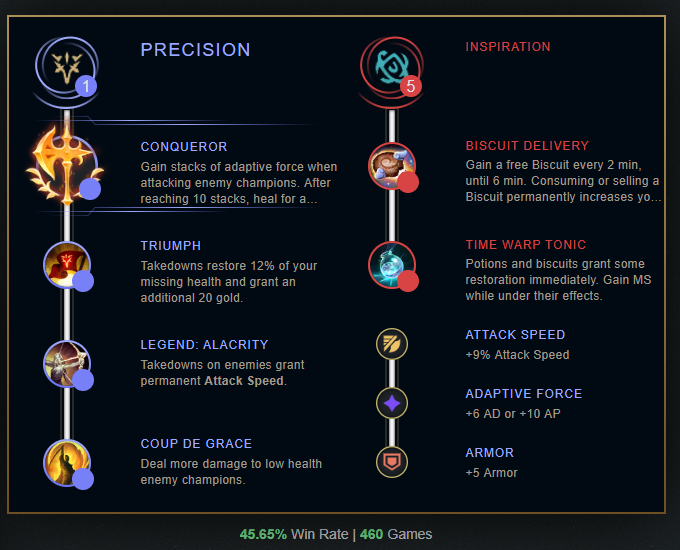 PRECISION
1
CONQUEROR
Gain stacks of adaptive force when
attacking enemy champions. After
reaching 10 stacks, heal for a...
TRIUMPH
Takedowns restore 12% of your
missing health and grant an
additional 20 gold.
LEGEND: ALACRITY
Takedowns on enemies grant
permanent Attack Speed.
COUP DE GRACE
Deal more damage to low health
enemy champions.
INSPIRATION
5
BISCUIT DELIVERY
Gain a free Biscuit every 2 min,
until 6 min. Consuming or selling a
Biscuit permanently increases yo...
TIME WARP TONIC
Potions and biscuits grant some
restoration immediately. Gain MS
while under their effects.
ATTACK SPEED
+9% Attack Speed
ADAPTIVE FORCE
+6 AD or +10 AP
ARMOR
+5 Armor
45.65% Win Rate | 460 Games